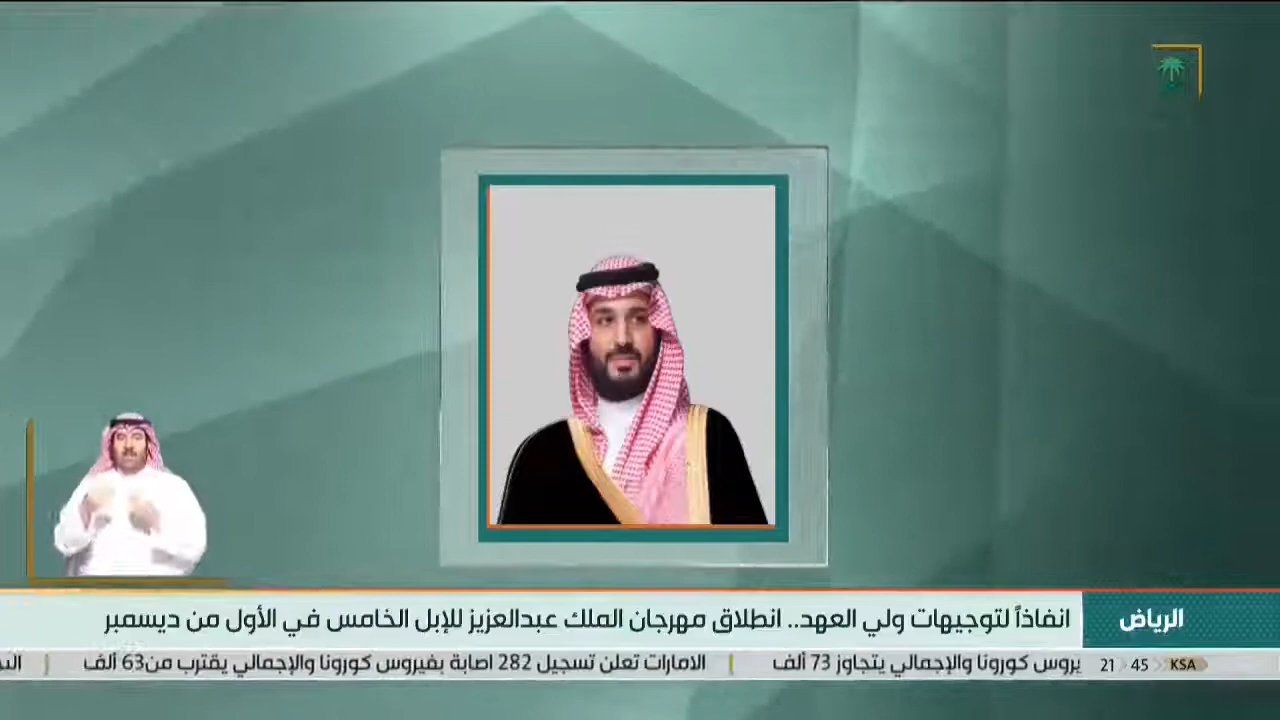 الرياض
انفاذاً لتوجيهات ولي العهد.. انطلاق مهرجان الملك عبدالعزيز للإبل الخامس في الأول من ديسمبر
KSA 45 21
يروس كورونا والإجمالي يتجاوز 73 ألف | الامارات تعلن تسجيل 282 اصابة بفيروس كورونا والإجمالي يقترب من63 ألف |